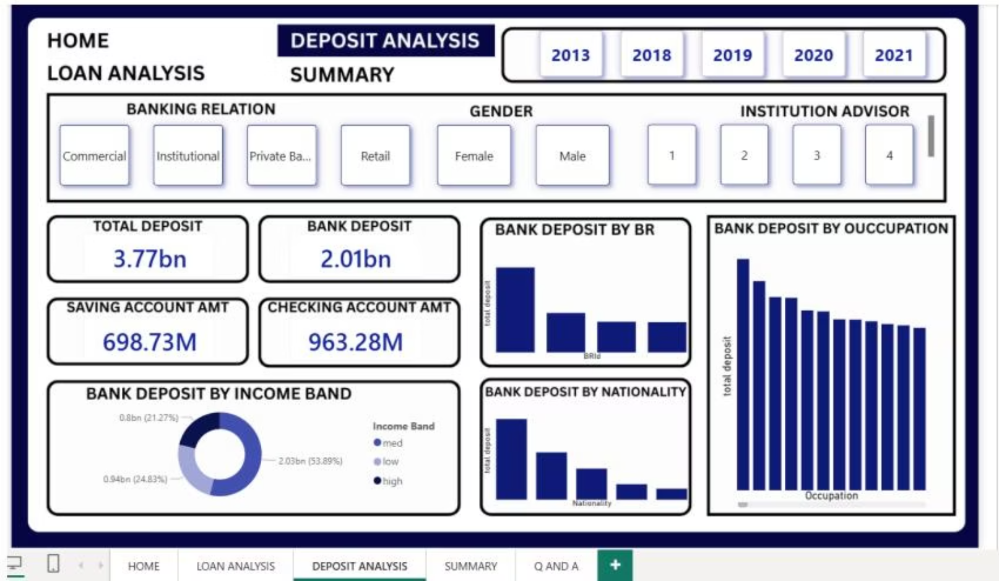 HOME
DEPOSIT ANALYSIS
2013
2018
2019
2020
2021
LOAN ANALYSIS
SUMMARY
BANKING RELATION
GENDER
INSTITUTION ADVISOR
Commercial
Institutional
Private Ba...
Retail
Female
Male
1
2
3
4
TOTAL DEPOSIT
3.77bn
BANK DEPOSIT
2.01bn
SAVING ACCOUNT AMT
698.73M
CHECKING ACCOUNT AMT
963.28M
BANK DEPOSIT BY BR
total deposit
BRId
BANK DEPOSIT BY OUCCUPATION
total deposit
Occupation
BANK DEPOSIT BY INCOME BAND
0.8bn (21.27%)
2.03bn (53.89%)
0.94bn (24.83%)
Income Band
med
low
high
BANK DEPOSIT BY NATIONALITY
total deposit
Nationality
HOME
LOAN ANALYSIS
DEPOSIT ANALYSIS
SUMMARY
Q AND A
+